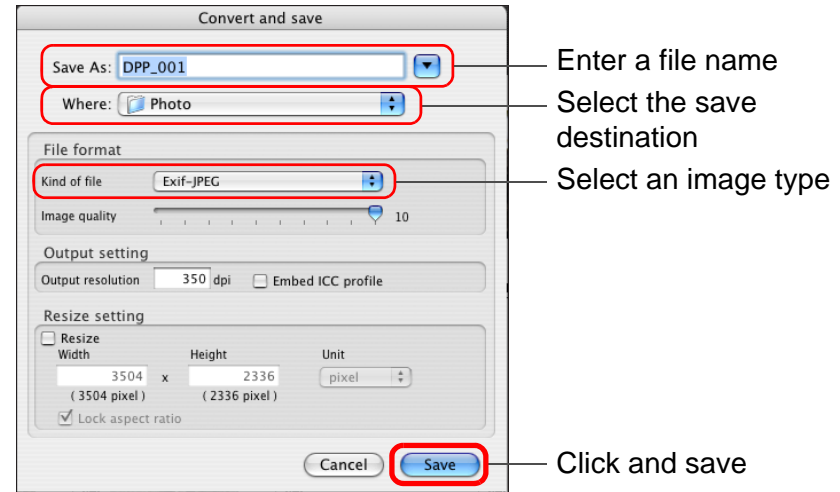 Convert and save
Save As: DPP_001
Enter a file name
Where: Photo
Select the save
destination
File format
Kind of file Exif-JPEG
Select an image type
Image quality 10
Output setting
Output resolution 350 dpi Embed ICC profile
Resize setting
Resize
Width Height Unit
3504 x 2336 pixel
(3504 pixel) (2336 pixel)
Lock aspect ratio
Cancel Save
Click and save